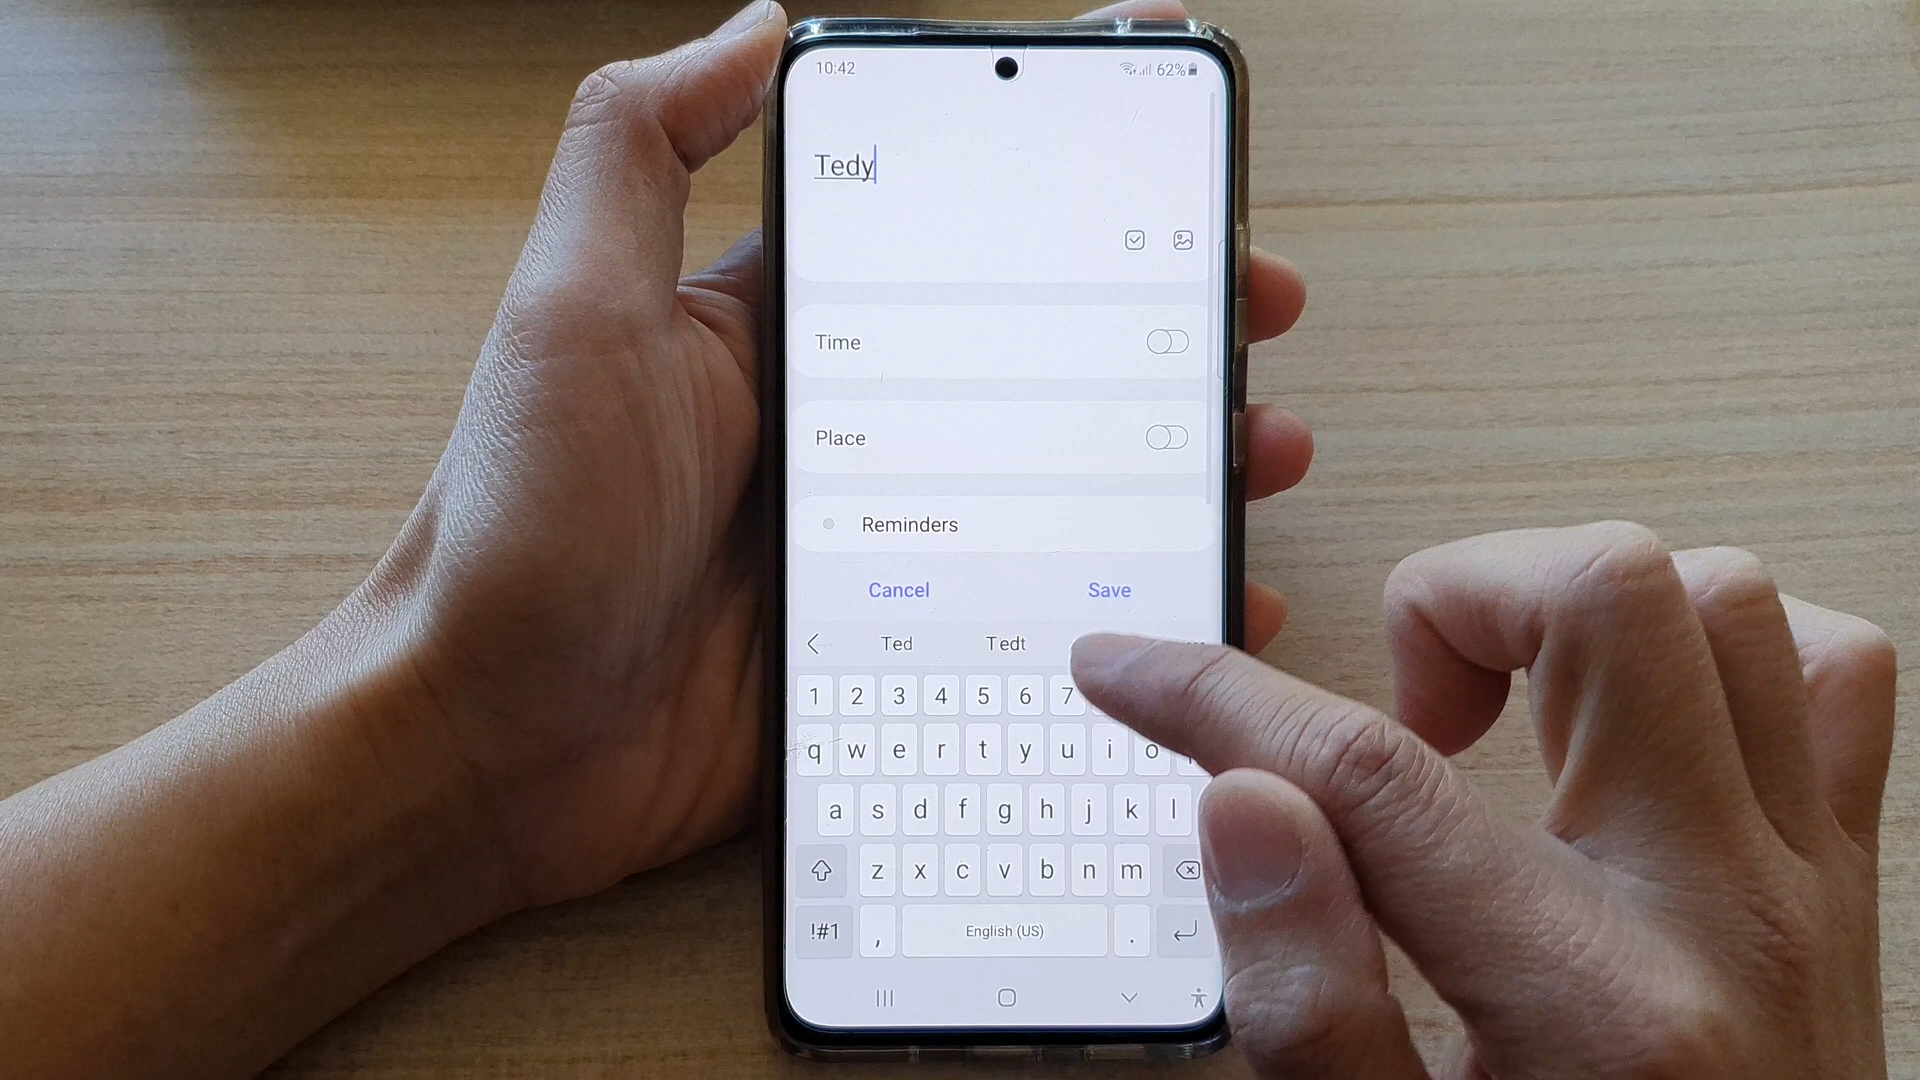 10:42 62%
Tedy
Time
Place
Reminders
Cancel Save
Ted Tedt
1 2 3 4 5 6 7
q w e r t y u i o
a s d f g h j k l
z x c v b n m
!#1 , English (US) .